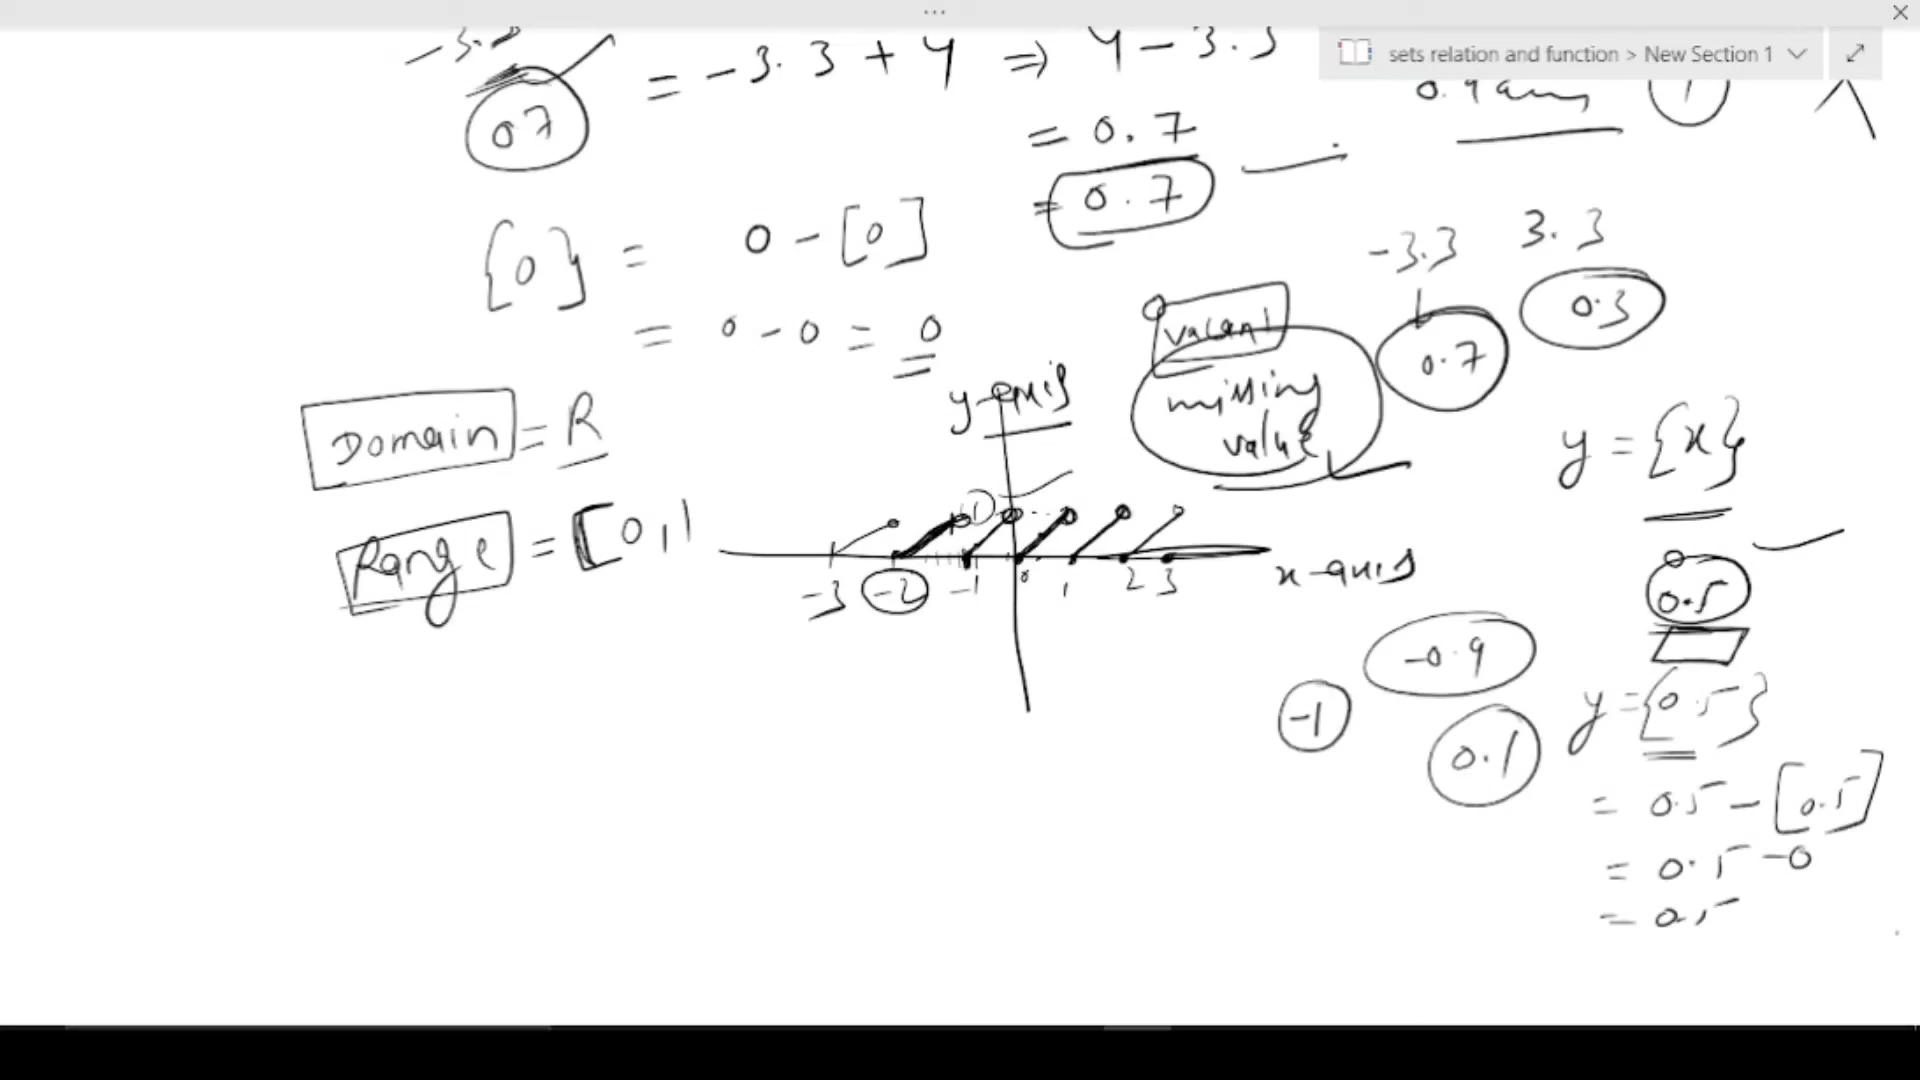 ...
sets relation and function > New Section 1
= -3.3 + 4 => 4 - 3.3
07
= 0.7
= 0.7
{0} = 0 - [0]
= 0 - 0 = 0
-3.3 3.3
0.7 0.3
vacant
missing
value
y-axis
Domain = R
y = {x}
Range = [0, 1
(1)
-3 -2 -1 0 1 2 3
x-axis
0.5
-0.9
-1
0.1
y = {0.5}
= 0.5 - [0.5]
= 0.5 - 0
= 0.5